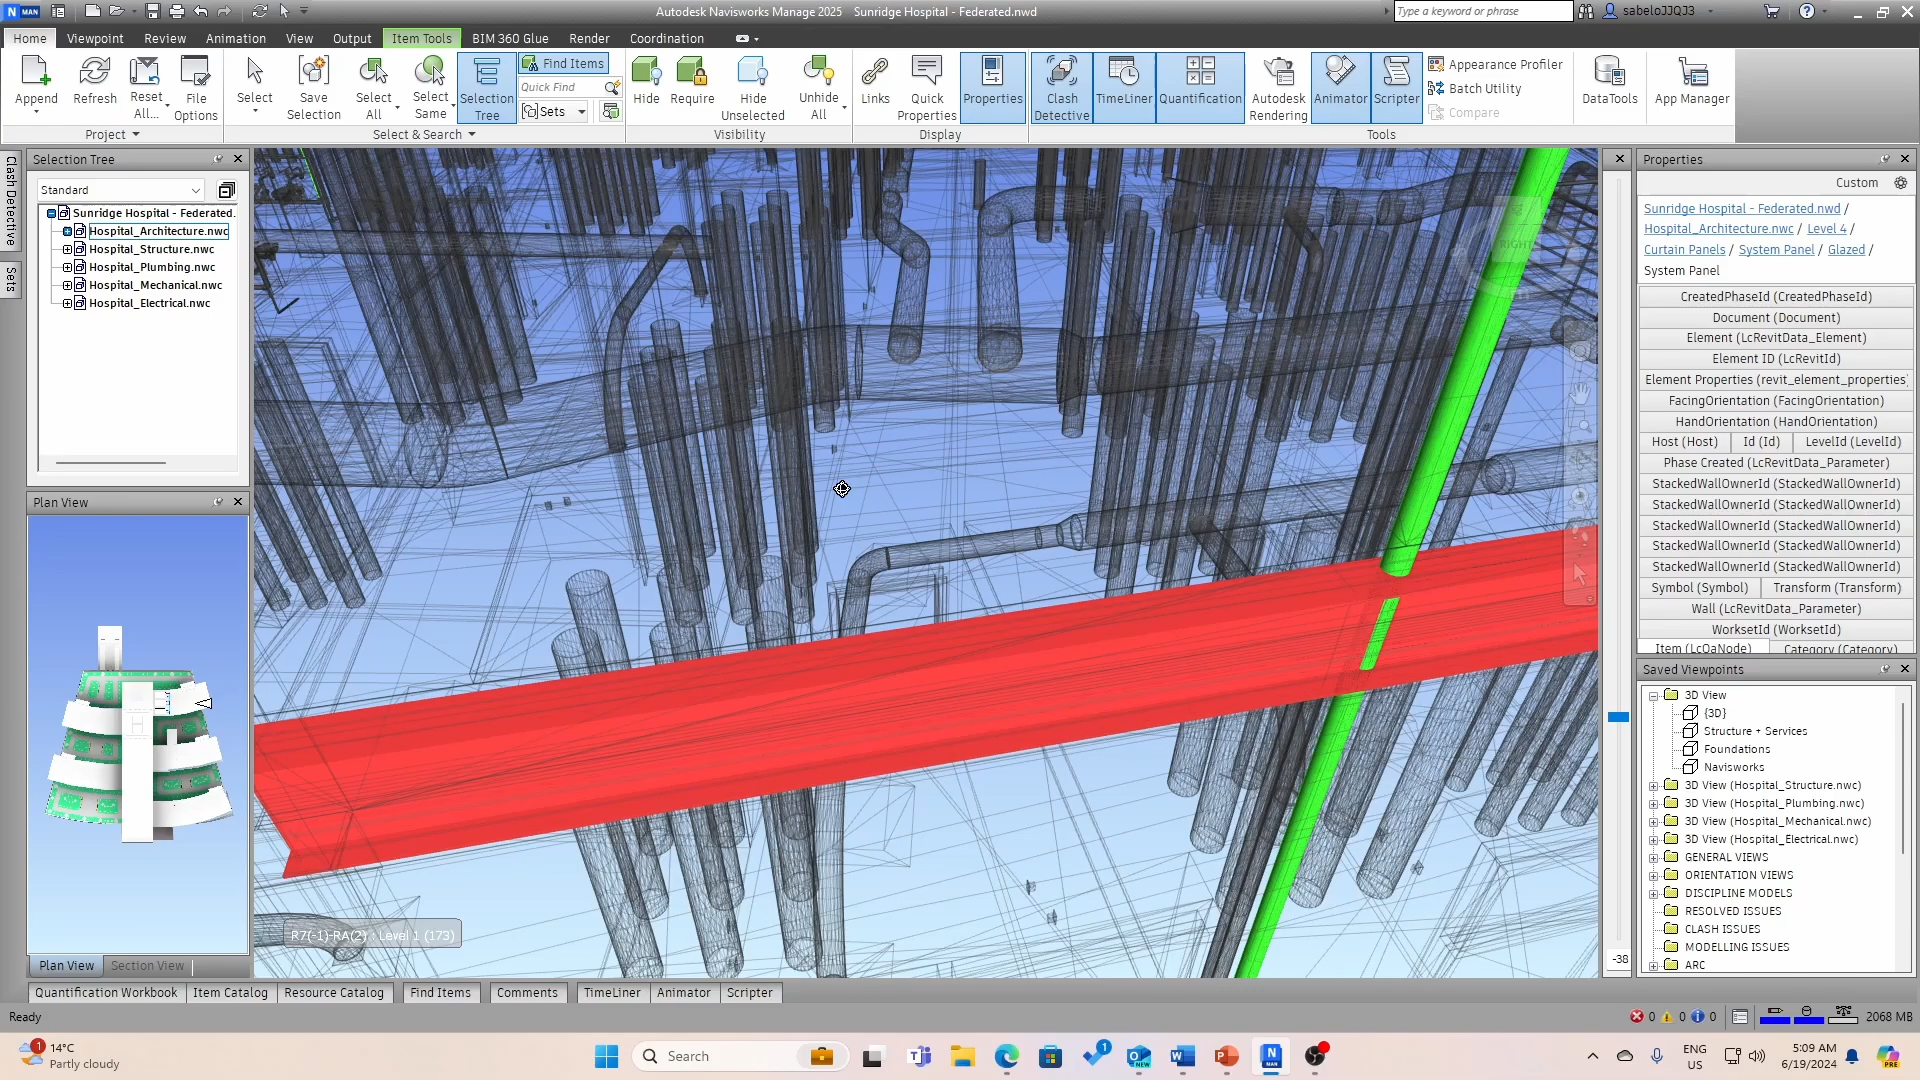 N MAN
Autodesk Navisworks Manage 2025 Sunridge Hospital - Federated.nwd
Type a keyword or phrase
sabeloJJQJ3
Home Viewpoint Review Animation View Output Item Tools BIM 360 Glue Render Coordination
Append
Refresh
Reset All...
File Options
Select
Save Selection
Select All
Select Same
Selection Tree
Find Items
Quick Find
Sets
Hide
Require
Hide Unselected
Unhide All
Links
Quick Properties
Properties
Clash Detective
TimeLiner
Quantification
Autodesk Rendering
Animator
Scripter
Appearance Profiler
Batch Utility
Compare
DataTools
App Manager
Project
Select & Search
Visibility
Display
Tools
Clash Detective
Sets
Selection Tree
Standard
Sunridge Hospital - Federated.
Hospital_Architecture.nwc
Hospital_Structure.nwc
Hospital_Plumbing.nwc
Hospital_Mechanical.nwc
Hospital_Electrical.nwc
Plan View
Plan View Section View
RIGHT
R7(-1)-RA(2) : Level 1 (173)
-38
Properties
Custom
Sunridge Hospital - Federated.nwd /
Hospital_Architecture.nwc / Level 4 /
Curtain Panels / System Panel / Glazed /
System Panel
CreatedPhaseId (CreatedPhaseId)
Document (Document)
Element (LcRevitData_Element)
Element ID (LcRevitId)
Element Properties (revit_element_properties)
FacingOrientation (FacingOrientation)
HandOrientation (HandOrientation)
Host (Host) Id (Id) LevelId (LevelId)
Phase Created (LcRevitData_Parameter)
StackedWallOwnerId (StackedWallOwnerId)
StackedWallOwnerId (StackedWallOwnerId)
StackedWallOwnerId (StackedWallOwnerId)
StackedWallOwnerId (StackedWallOwnerId)
StackedWallOwnerId (StackedWallOwnerId)
Symbol (Symbol) Transform (Transform)
Wall (LcRevitData_Parameter)
WorksetId (WorksetId)
Item (LcOaNode) Category (Category)
Saved Viewpoints
3D View
{3D}
Structure + Services
Foundations
Navisworks
3D View (Hospital_Structure.nwc)
3D View (Hospital_Plumbing.nwc)
3D View (Hospital_Mechanical.nwc)
3D View (Hospital_Electrical.nwc)
GENERAL VIEWS
ORIENTATION VIEWS
DISCIPLINE MODELS
RESOLVED ISSUES
CLASH ISSUES
MODELLING ISSUES
ARC
Quantification Workbook Item Catalog Resource Catalog Find Items Comments TimeLiner Animator Scripter
Ready
0 0 0 2068 MB
1
14°C
Partly cloudy
Search
1
ENG
US
5:09 AM
6/19/2024